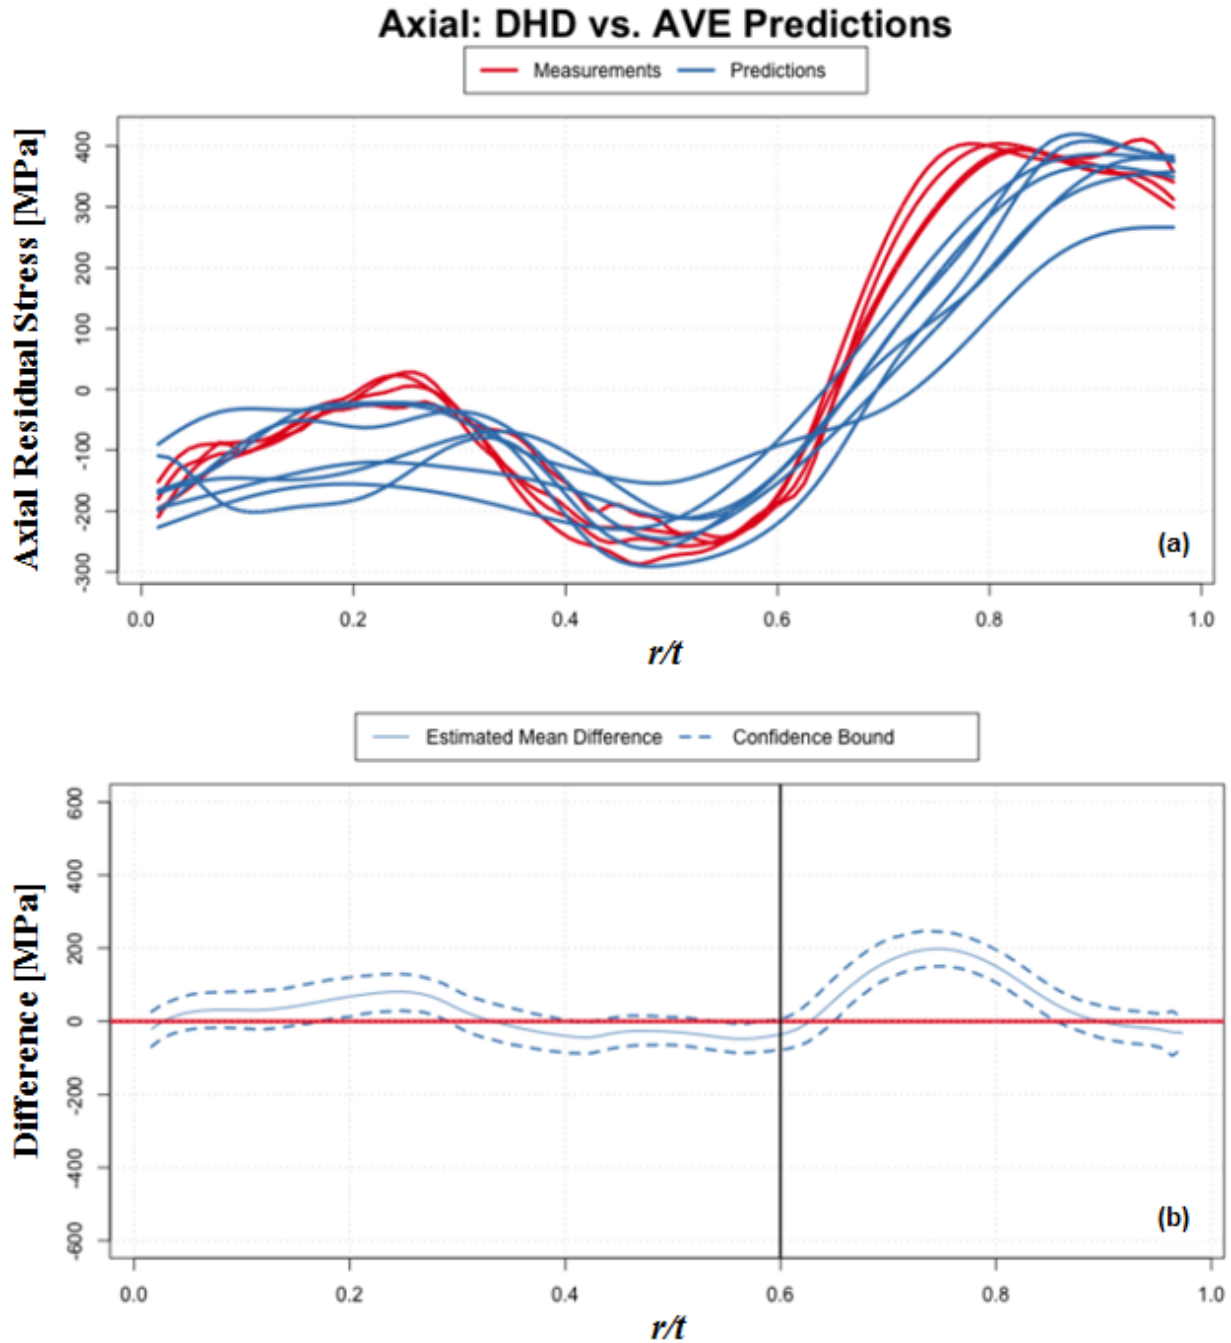 Axial: DHD vs. AVE Predictions
Measurements Predictions
Axial Residual Stress [MPa]
400
300
200
100
0
-100
-200
-300
(a)
0.0 0.2 0.4 0.6 0.8 1.0
r/t
Estimated Mean Difference Confidence Bound
Difference [MPa]
600
400
200
0
-200
-400
-600
(b)
0.0 0.2 0.4 0.6 0.8 1.0
r/t